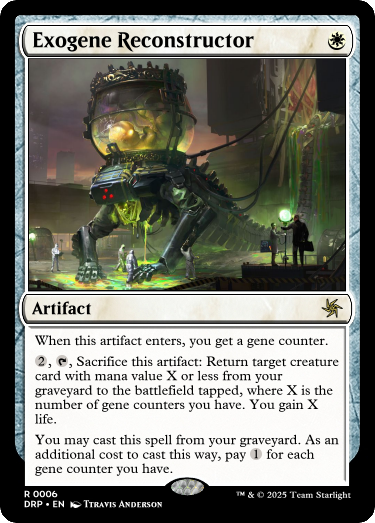 Exogene Reconstructor
Artifact
When this artifact enters, you get a gene counter.
2, T, Sacrifice this artifact: Return target creature
card with mana value X or less from your
graveyard to the battlefield tapped, where X is the
number of gene counters you have. You gain X
life.
You may cast this spell from your graveyard. As an
additional cost to cast this way, pay 1 for each
gene counter you have.
R 0006
DRP • EN Ttravis Anderson
™ & © 2025 Team Starlight